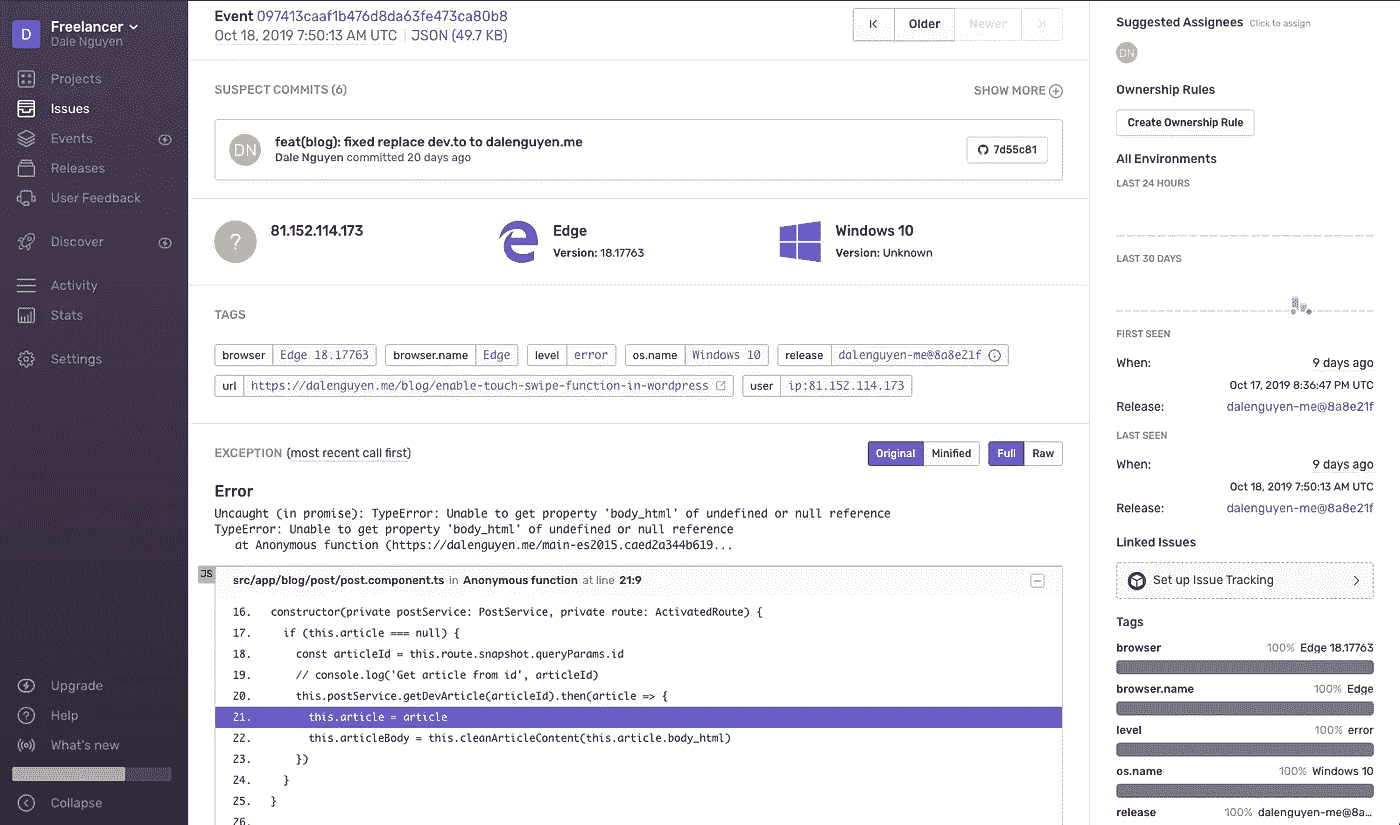 D
Freelancer
Dale Nguyen
Projects
Issues
Events
Releases
User Feedback
Discover
Activity
Stats
Settings
Upgrade
Help
What's new
Collapse
Event 097413caaf1b476d8da63fe473ca80b8
Oct 18, 2019 7:50:13 AM UTC | JSON (49.7 KB)
Older
Newer
SUSPECT COMMITS (6)
SHOW MORE
DN
feat(blog): fixed replace dev.to to dalenguyen.me
Dale Nguyen committed 20 days ago
7d55c81
?
81.152.114.173
Edge
Version: 18.17763
Windows 10
Version: Unknown
TAGS
browser Edge 18.17763 browser.name Edge level error os.name Windows 10 release dalenguyen-me@8a8e21f
url https://dalenguyen.me/blog/enable-touch-swipe-function-in-wordpress user ip:81.152.114.173
EXCEPTION (most recent call first)
Original Minified Full Raw
Error
Uncaught (in promise): TypeError: Unable to get property 'body_html' of undefined or null reference
TypeError: Unable to get property 'body_html' of undefined or null reference
at Anonymous function (https://dalenguyen.me/main-es2015.caed2a344b619...
JS
src/app/blog/post/post.component.ts in Anonymous function at line 21:9
16. constructor(private postService: PostService, private route: ActivatedRoute) {
17. if (this.article === null) {
18. const articleId = this.route.snapshot.queryParams.id
19. // console.log('Get article from id', articleId)
20. this.postService.getDevArticle(articleId).then(article => {
21. this.article = article
22. this.articleBody = this.cleanArticleContent(this.article.body_html)
23. })
24. }
25. }
26.
Suggested Assignees Click to assign
DN
Ownership Rules
Create Ownership Rule
All Environments
LAST 24 HOURS
LAST 30 DAYS
FIRST SEEN
When: 9 days ago
Oct 17, 2019 8:36:47 PM UTC
Release: dalenguyen-me@8a8e21f
LAST SEEN
When: 9 days ago
Oct 18, 2019 7:50:13 AM UTC
Release: dalenguyen-me@8a8e21f
Linked Issues
Set up Issue Tracking
Tags
browser 100% Edge 18.17763
browser.name 100% Edge
level 100% error
os.name 100% Windows 10
release 100% dalenguyen-me@8a...